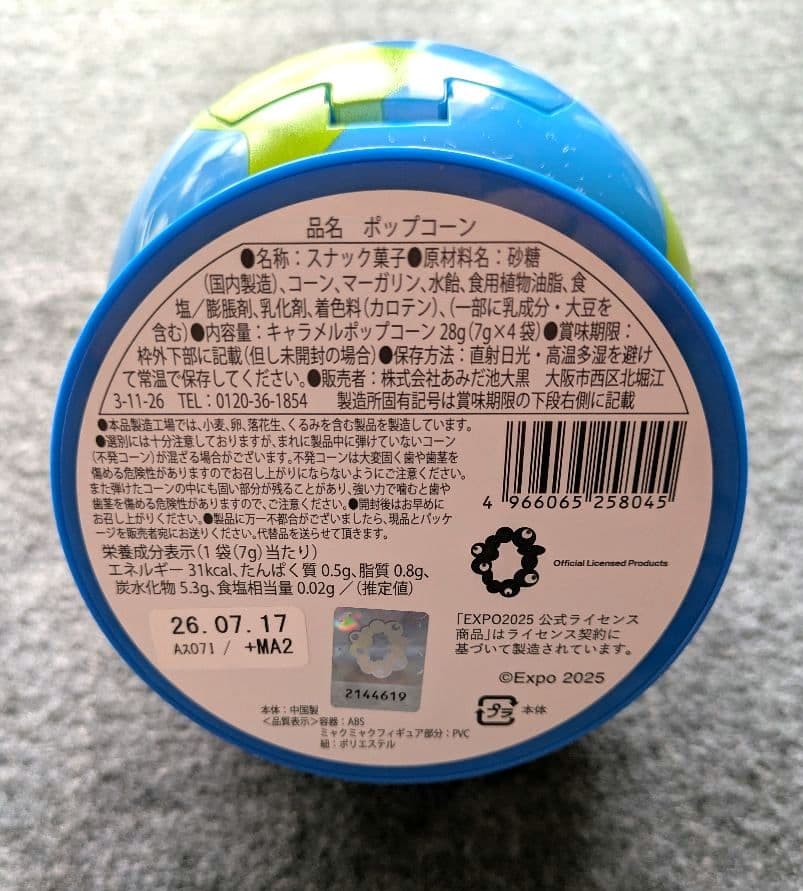 品名　ポップコーン
●名称：スナック菓子●原材料名：砂糖
(国内製造)、コーン、マーガリン、水飴、食用植物油脂、食
塩／膨脹剤、乳化剤、着色料(カロテン)、(一部に乳成分・大豆を
含む)●内容量：キャラメルポップコーン 28g(7g×4袋)●賞味期限：
枠外下部に記載(但し未開封の場合)●保存方法：直射日光・高温多湿を避け
て常温で保存してください。●販売者：株式会社あみだ池大黒　大阪市西区北堀江
3-11-26　TEL：0120-36-1854　製造所固有記号は賞味期限の下段右側に記載
●本品製造工場では、小麦、卵、落花生、くるみを含む製品を製造しています。
●選別には十分注意しておりますが、まれに製品中に弾けていないコーン
(不発コーン)が混ざる場合がございます。不発コーンは大変固く歯や歯茎を
傷める危険性がありますのでお召し上がりにならないようにご注意ください。
また弾けたコーンの中にも固い部分が残ることがあり、強い力で噛むと歯や
歯茎を傷める危険性がありますので、ご注意ください。●開封後はお早めに
お召し上がりください。●製品に万一不都合がございましたら、現品とパッケ
ージを販売者宛にお送りください。代替品を送らせて頂きます。
栄養成分表示(1袋(7g)当たり)
エネルギー 31kcal、たんぱく質 0.5g、脂質 0.8g、
炭水化物 5.3g、食塩相当量 0.02g ／(推定値)
4 966065 258045
Official Licensed Products
「EXPO2025 公式ライセンス
商品」はライセンス契約に
基づいて製造されています。
©Expo 2025
26.07.17
Aス071 / +MA2
2144619
プラ 本体
本体：中国製
＜品質表示＞容器：ABS
ミャクミャクフィギュア部分：PVC
紐：ポリエステル